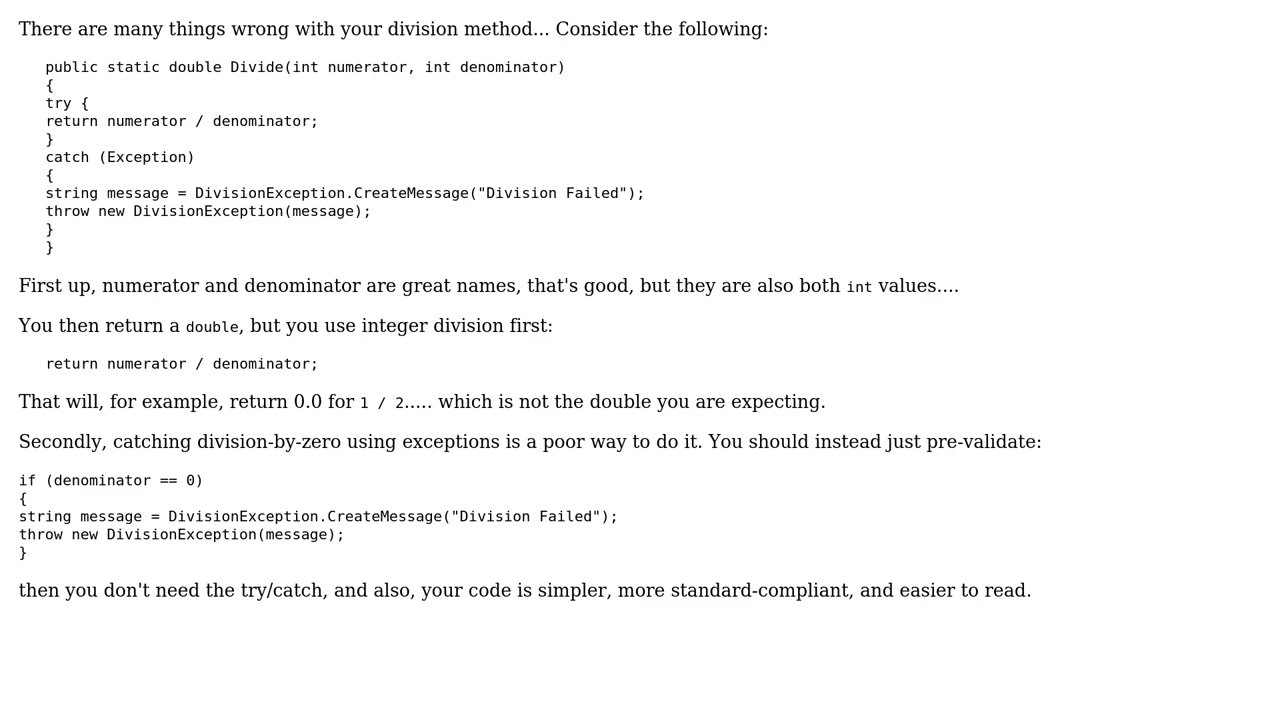 There are many things wrong with your division method... Consider the following:
public static double Divide(int numerator, int denominator)
{
try {
return numerator / denominator;
}
catch (Exception)
{
string message = DivisionException.CreateMessage("Division Failed");
throw new DivisionException(message);
}
}
First up, numerator and denominator are great names, that's good, but they are also both int values....
You then return a double, but you use integer division first:
return numerator / denominator;
That will, for example, return 0.0 for 1 / 2..... which is not the double you are expecting.
Secondly, catching division-by-zero using exceptions is a poor way to do it. You should instead just pre-validate:
if (denominator == 0)
{
string message = DivisionException.CreateMessage("Division Failed");
throw new DivisionException(message);
}
then you don't need the try/catch, and also, your code is simpler, more standard-compliant, and easier to read.